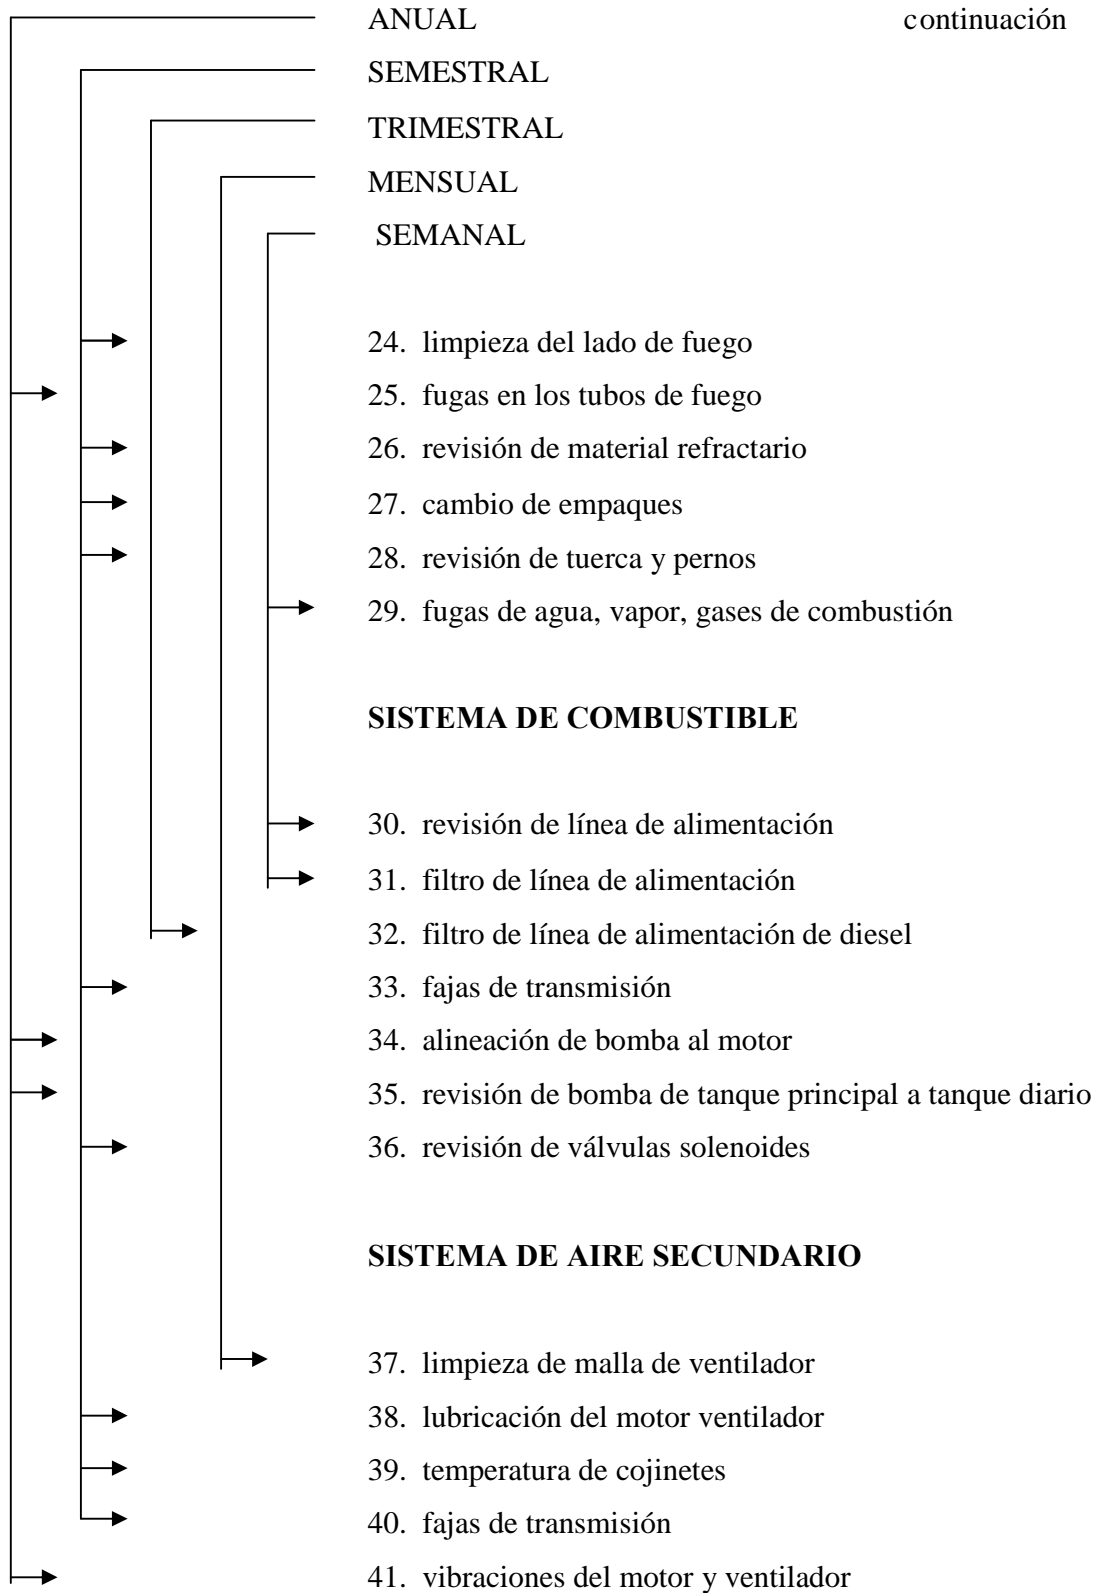 ANUAL continuación
SEMESTRAL
TRIMESTRAL
MENSUAL
SEMANAL
24. limpieza del lado de fuego
25. fugas en los tubos de fuego
26. revisión de material refractario
27. cambio de empaques
28. revisión de tuerca y pernos
29. fugas de agua, vapor, gases de combustión
SISTEMA DE COMBUSTIBLE
30. revisión de línea de alimentación
31. filtro de línea de alimentación
32. filtro de línea de alimentación de diesel
33. fajas de transmisión
34. alineación de bomba al motor
35. revisión de bomba de tanque principal a tanque diario
36. revisión de válvulas solenoides
SISTEMA DE AIRE SECUNDARIO
37. limpieza de malla de ventilador
38. lubricación del motor ventilador
39. temperatura de cojinetes
40. fajas de transmisión
41. vibraciones del motor y ventilador